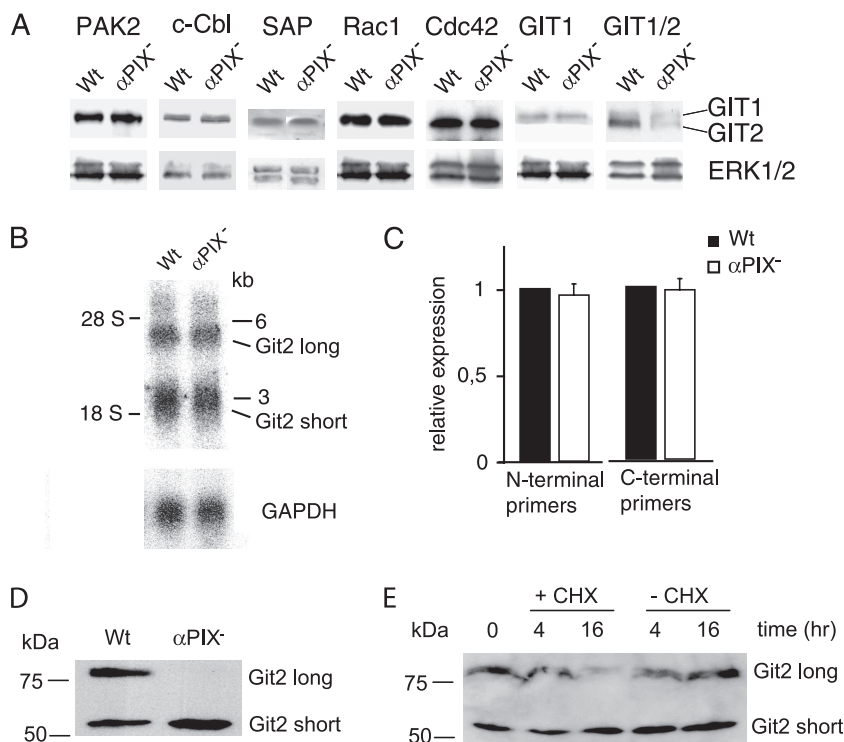 A
PAK2 c-Cbl SAP Rac1 Cdc42 GIT1 GIT1/2
Wt αPIX- Wt αPIX- Wt αPIX- Wt αPIX- Wt αPIX- Wt αPIX- Wt αPIX-
GIT1
GIT2
ERK1/2
B
Wt αPIX-
kb
28 S
6
Git2 long
3
18 S
Git2 short
GAPDH
C
Wt
αPIX-
relative expression
1
0,5
0
N-terminal primers
C-terminal primers
D
kDa Wt αPIX-
75
Git2 long
50
Git2 short
E
+ CHX - CHX
kDa 0 4 16 4 16 time (hr)
75
Git2 long
50
Git2 short